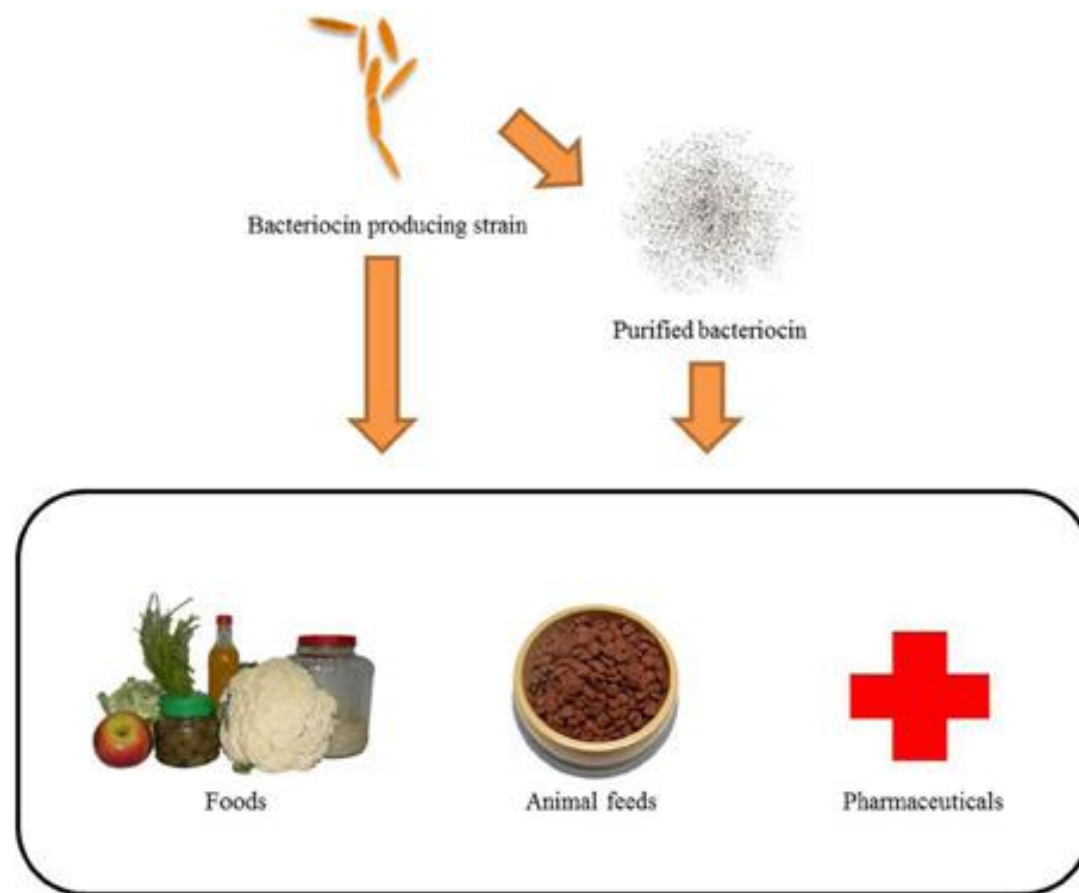 Bacteriocin producing strain
Purified bacteriocin
Foods
Animal feeds
Pharmaceuticals